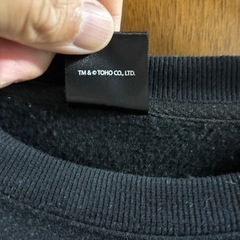 TM & © TOHO CO., LTD.